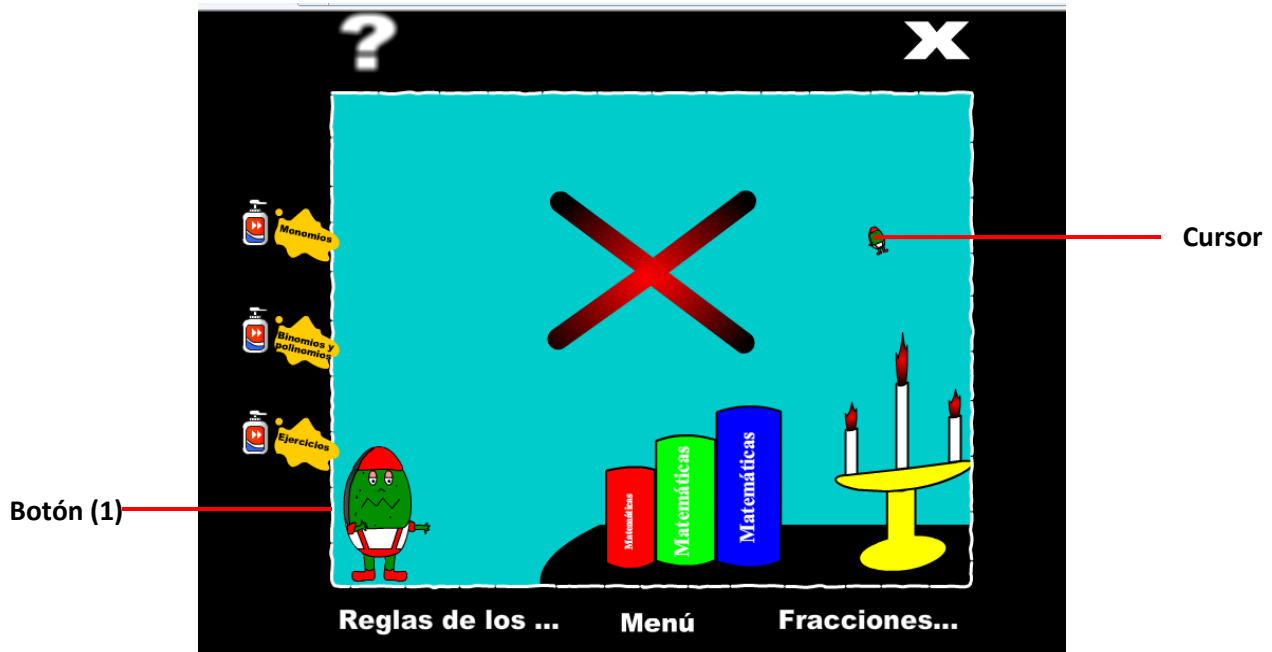 ?
X
Monomios
Cursor
Binomios y
polinomios
Ejercicios
Matemáticas
Matemáticas
Matemáticas
Botón (1)
Reglas de los ...
Menú
Fracciones...